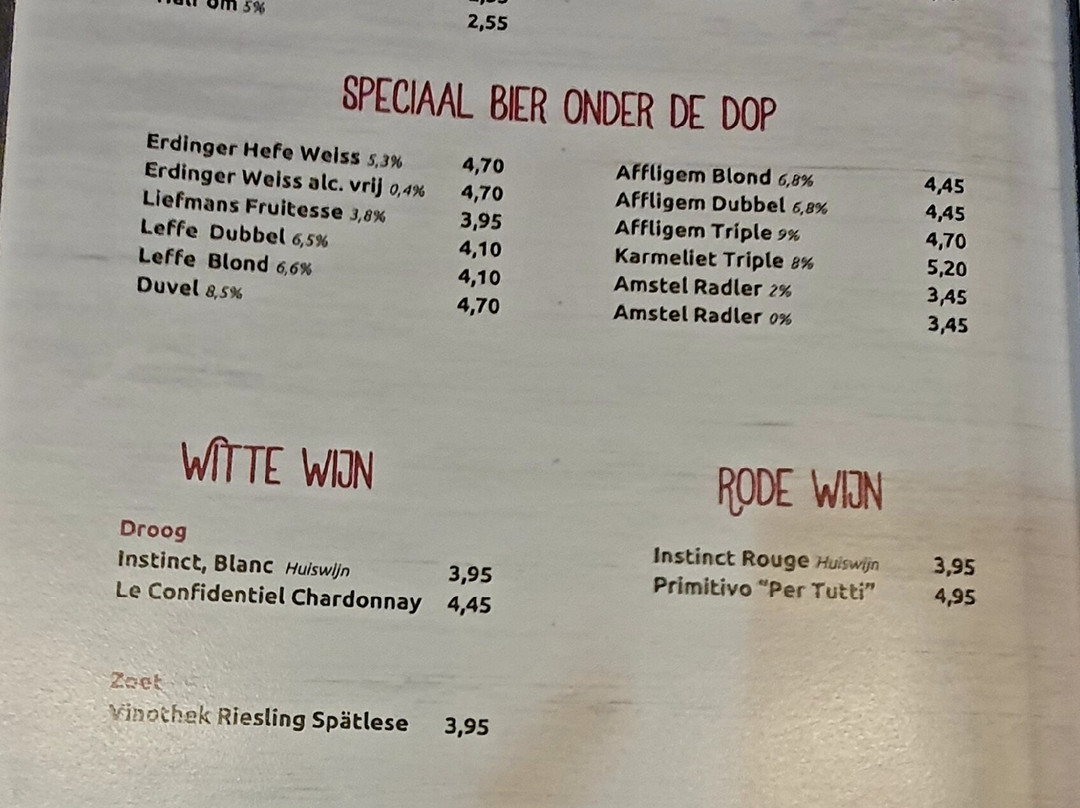 om 5%
2,55
SPECIAAL BIER ONDER DE DOP
Erdinger Hefe Weiss 5,3% 4,70
Erdinger Weiss alc. vrij 0,4% 4,70
Liefmans Fruitesse 3,8% 3,95
Leffe Dubbel 6,5% 4,10
Leffe Blond 6,6% 4,10
Duvel 8,5% 4,70
Affligem Blond 6,8% 4,45
Affligem Dubbel 6,8% 4,45
Affligem Triple 9% 4,70
Karmeliet Triple 8% 5,20
Amstel Radler 2% 3,45
Amstel Radler 0% 3,45
WITTE WIJN
Droog
Instinct, Blanc Huiswijn 3,95
Le Confidentiel Chardonnay 4,45
Zoet
Vinothek Riesling Spätlese 3,95
RODE WIJN
Instinct Rouge Huiswijn 3,95
Primitivo “Per Tutti” 4,95